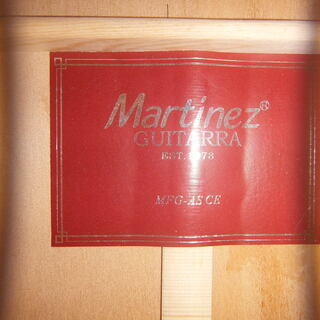 Martinez®
GUITARRA
EST. 1978
MFG-AS CE